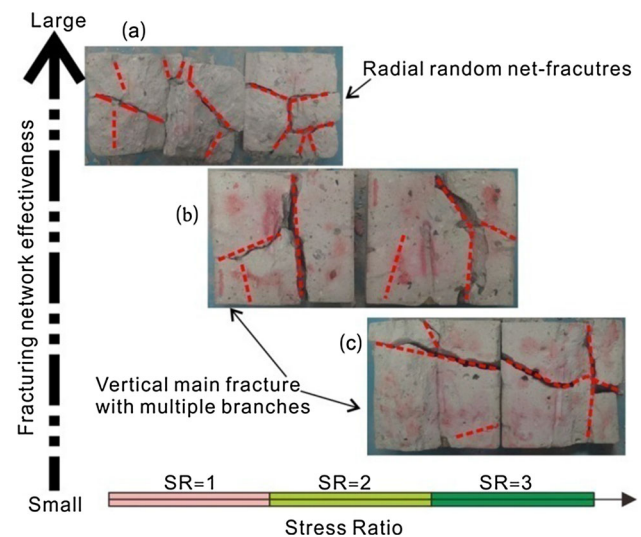 Large
(a)
Radial random net-fracutres
(b)
(c)
Fracturing network effectiveness
Vertical main fracture
with multiple branches
Small
SR=1
SR=2
SR=3
Stress Ratio